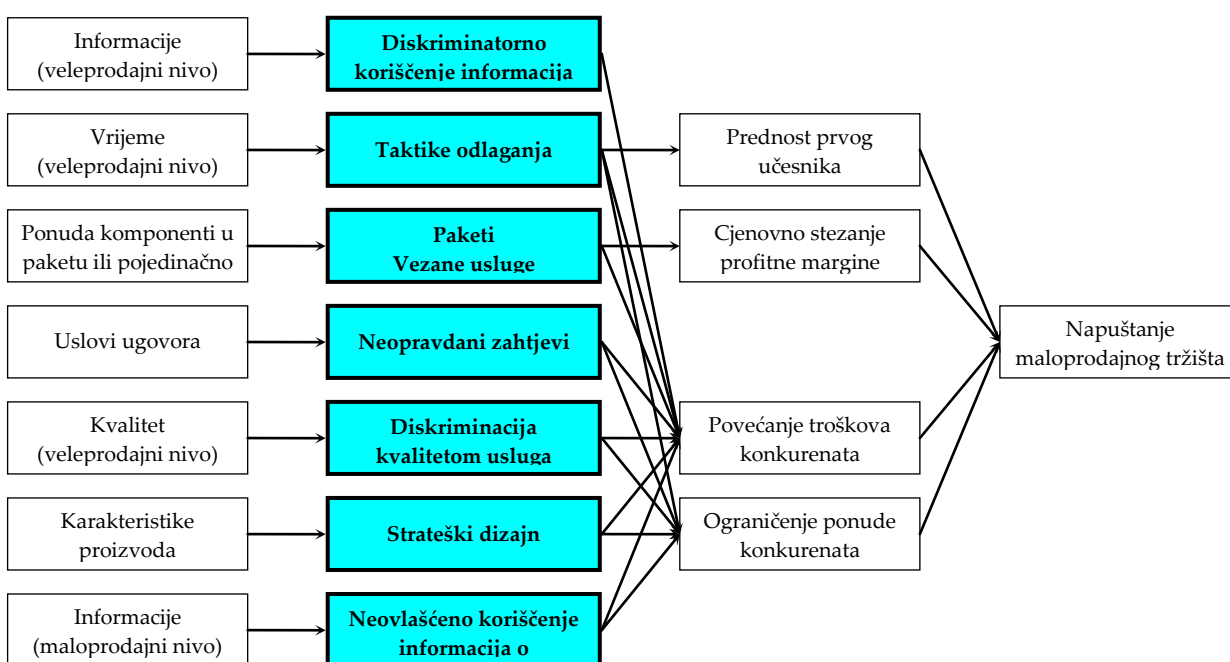 Informacije
(veleprodajni nivo)
Diskriminatorno
koriščenje informacija
Vrijeme
(veleprodajni nivo)
Taktike odlaganja
Prednost prvog
učesnika
Ponuda komponenti u
paketu ili pojedinačno
Paketi
Vezane usluge
Cjenovno stezanje
profitne margine
Uslovi ugovora
Neopravdani zahtjevi
Napuštanje
maloprodajnog tržišta
Kvalitet
(veleprodajni nivo)
Diskriminacija
kvalitetom usluga
Povećanje troškova
konkurenata
Karakteristike
proizvoda
Strateški dizajn
Ograničenje ponude
konkurenata
Informacije
(maloprodajni nivo)
Neovlašćeno koriščenje
informacija o